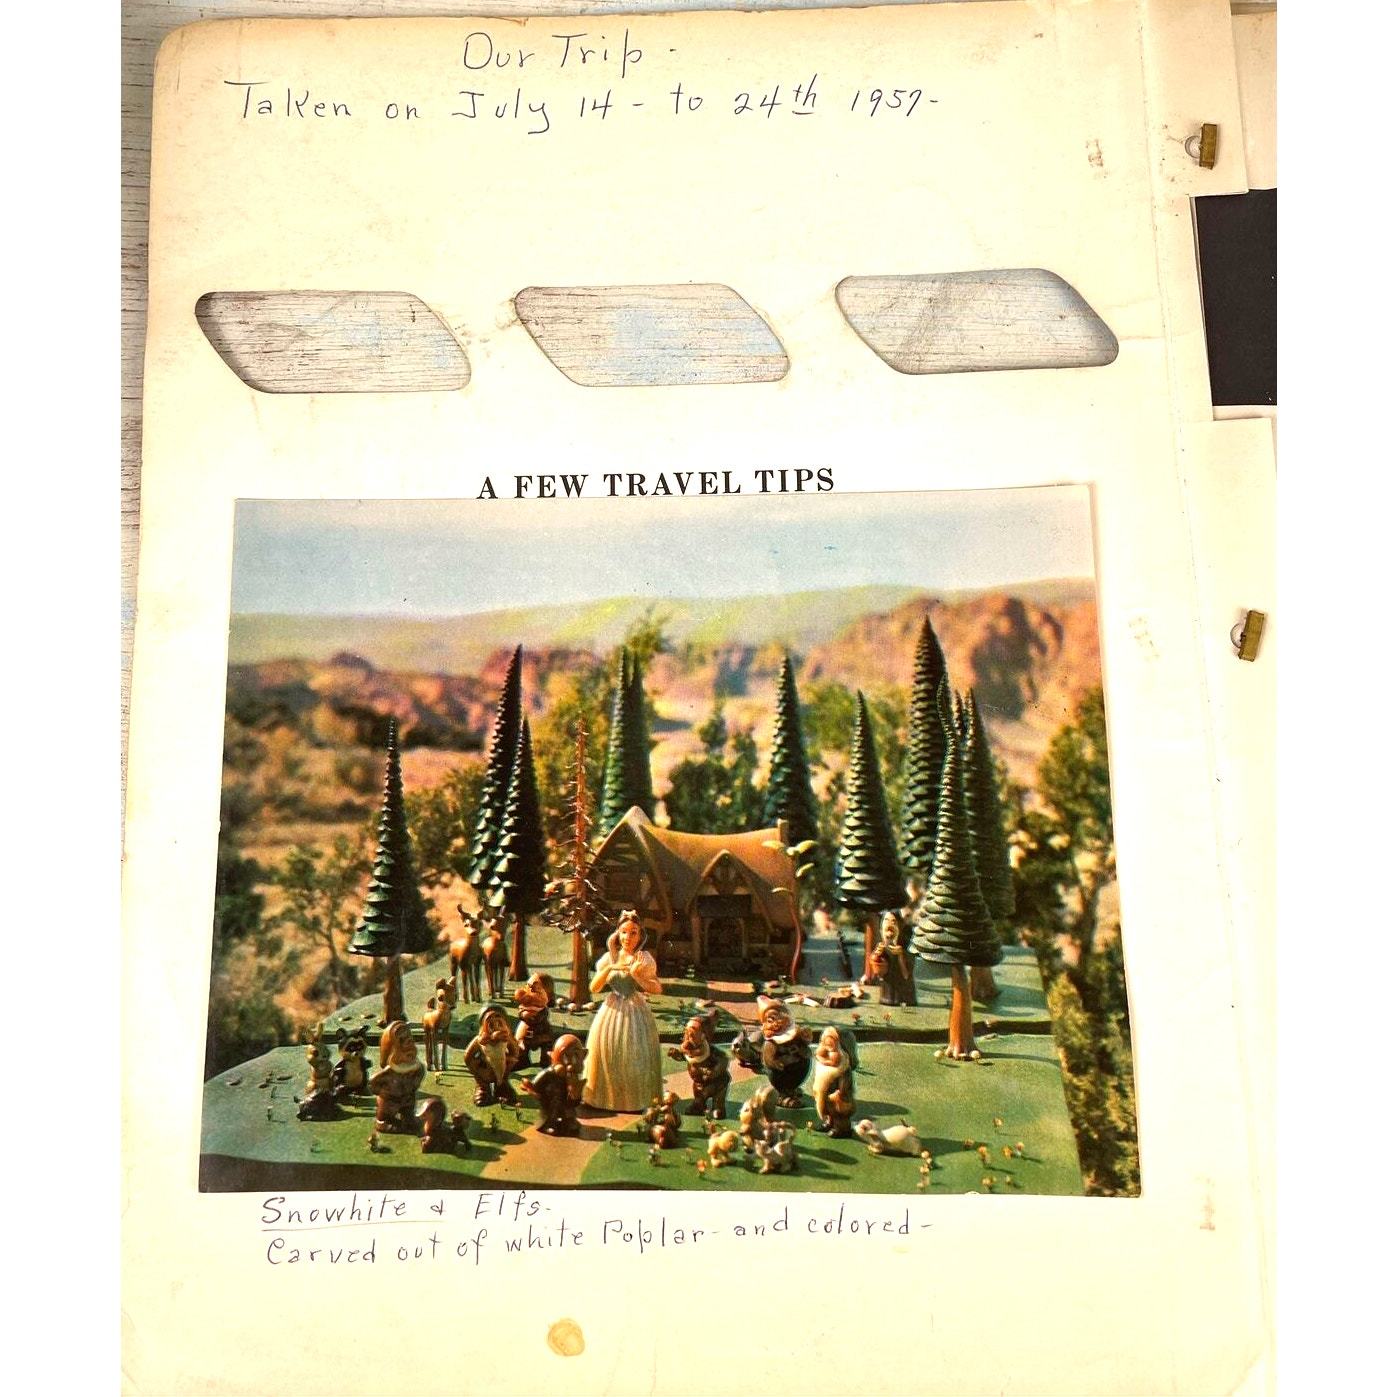 Our Trip -
Taken on July 14 - to 24th 1957-
A FEW TRAVEL TIPS
Snowhite & Elfs.
Carved out of white Poplar - and colored -